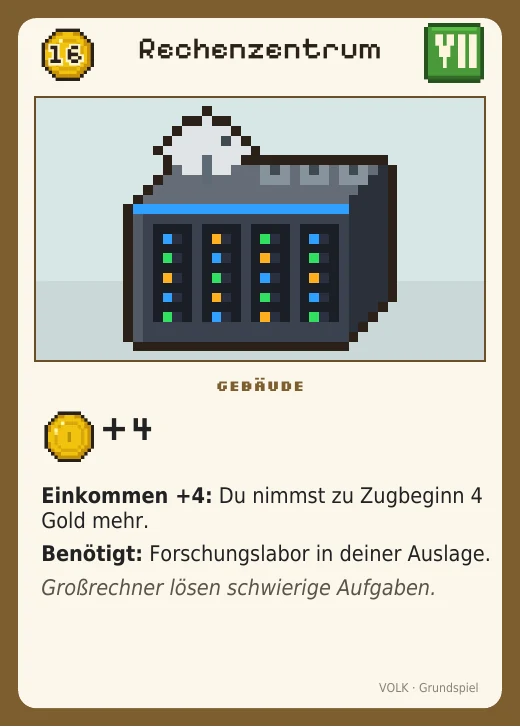 16 Rechenzentrum VII
GEBÄUDE
+4
Einkommen +4: Du nimmst zu Zugbeginn 4
Gold mehr.
Benötigt: Forschungslabor in deiner Auslage.
Großrechner lösen schwierige Aufgaben.
VOLK · Grundspiel